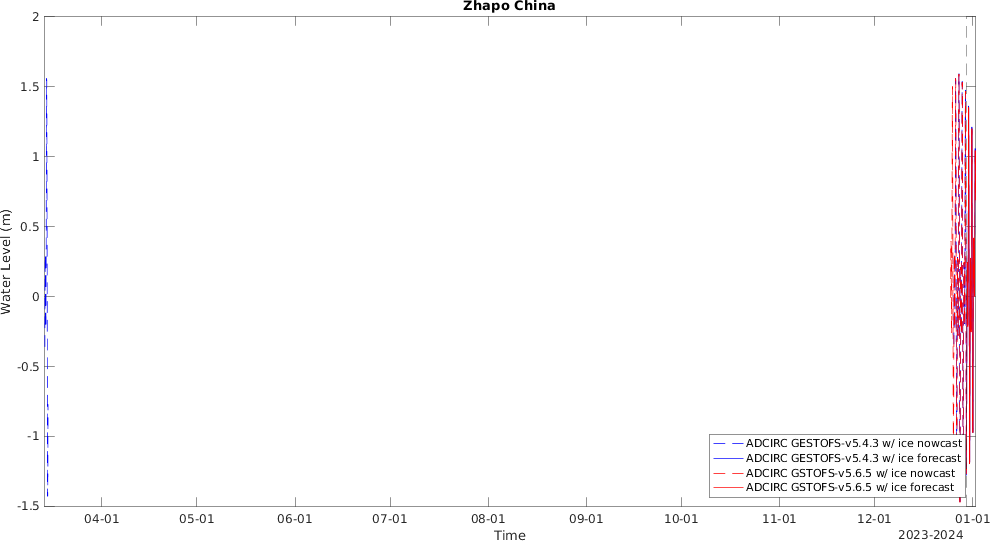 Zhapo China
2
1.5
1
0.5
0
-0.5
-1
-1.5
Water Level (m)
ADCIRC GESTOFS-v5.4.3 w/ ice nowcast
ADCIRC GESTOFS-v5.4.3 w/ ice forecast
ADCIRC GSTOFS-v5.6.5 w/ ice nowcast
ADCIRC GSTOFS-v5.6.5 w/ ice forecast
04-01 05-01 06-01 07-01 08-01 09-01 10-01 11-01 12-01 01-01
Time
2023-2024